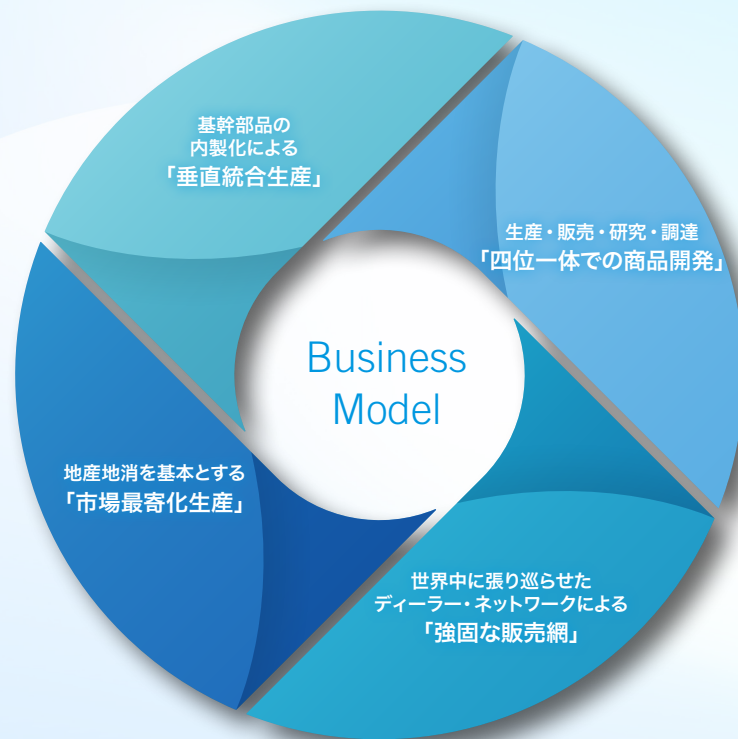 基幹部品の
内製化による
「垂直統合生産」
生産・販売・研究・調達
「四位一体での商品開発」
Business
Model
地産地消を基本とする
「市場最寄化生産」
世界中に張り巡らせた
ディーラー・ネットワークによる
「強固な販売網」